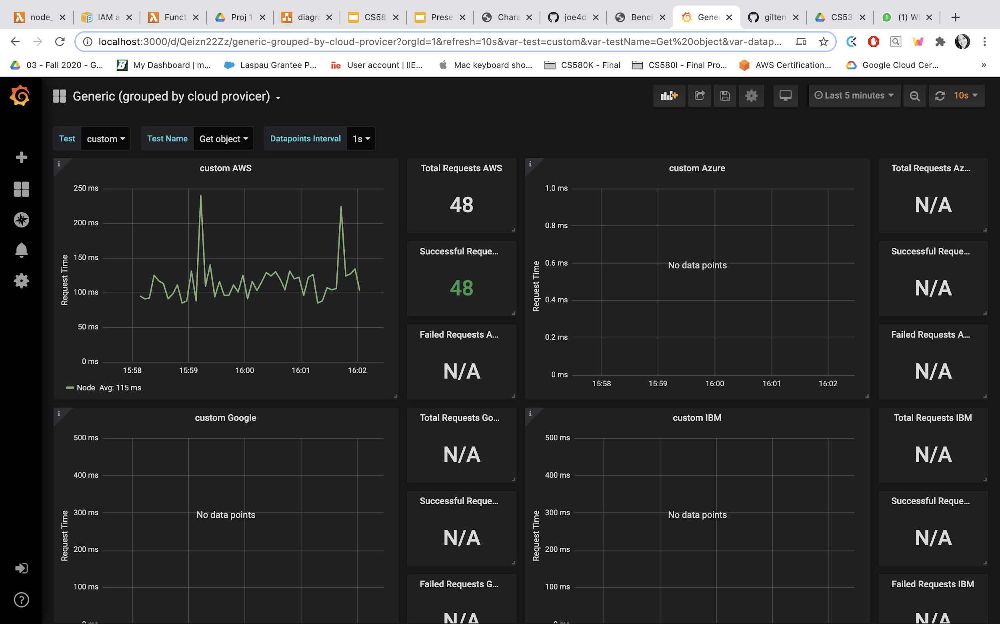 node_
IAM a
Funct
Proj 1
diagra
CS58
Prese
Chara
joe4d
Bench
Gener
gilten
CS53
(1) W
localhost:3000/d/Qeizn22Zz/generic-grouped-by-cloud-provicer?orgId=1&refresh=10s&var-test=custom&var-testName=Get%20object&var-datap...
03 - Fall 2020 - G...
My Dashboard | m...
Laspau Grantee P...
iie User account | IIE...
Mac keyboard sho...
CS580K - Final
CS580I - Final Pro...
AWS Certification...
Google Cloud Cer...
»
Generic (grouped by cloud provicer)
Last 5 minutes
10s
Test custom
Test Name Get object
Datapoints Interval 1s
custom AWS
250 ms
200 ms
150 ms
100 ms
50 ms
0 ms
Request Time
15:58 15:59 16:00 16:01 16:02
Node Avg: 115 ms
Total Requests AWS
48
Successful Reque...
48
Failed Requests A...
N/A
custom Azure
1.0 ms
0.8 ms
0.6 ms
0.4 ms
0.2 ms
0 ms
Request Time
No data points
15:58 15:59 16:00 16:01 16:02
Total Requests Az...
N/A
Successful Reque...
N/A
Failed Requests A...
N/A
custom Google
500 ms
400 ms
300 ms
200 ms
100 ms
0 ms
Request Time
No data points
Total Requests Go...
N/A
Successful Reque...
N/A
Failed Requests G...
N/A
custom IBM
500 ms
400 ms
300 ms
200 ms
100 ms
0 ms
Request Time
No data points
Total Requests IBM
N/A
Successful Reque...
N/A
Failed Requests IBM
N/A